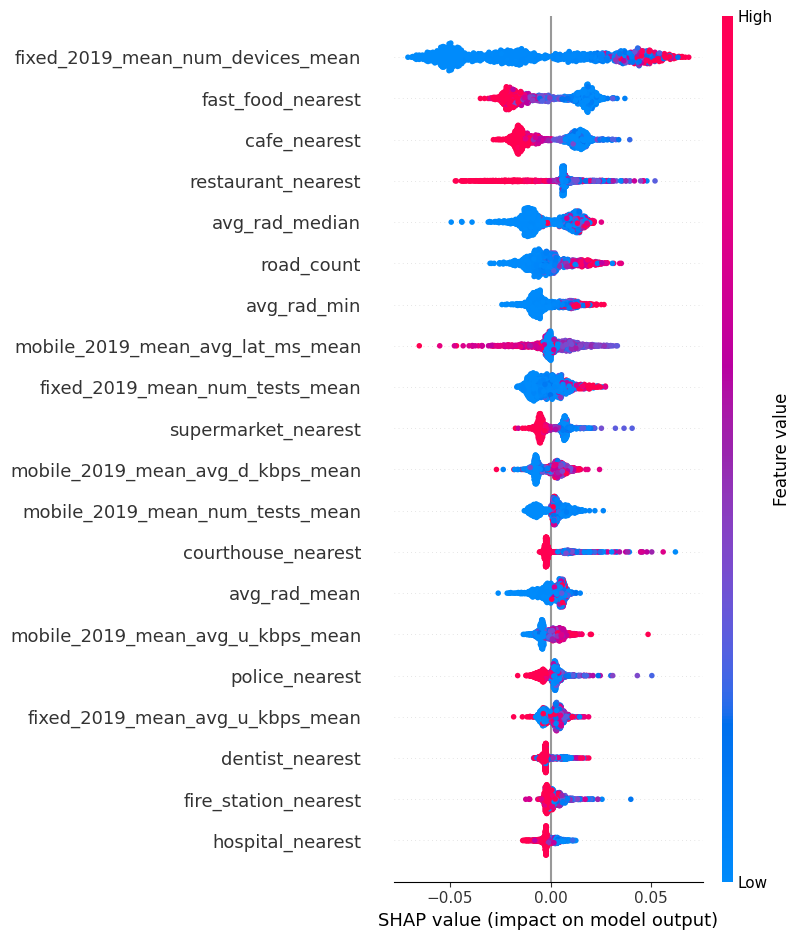 High
fixed_2019_mean_num_devices_mean
fast_food_nearest
cafe_nearest
restaurant_nearest
avg_rad_median
road_count
avg_rad_min
mobile_2019_mean_avg_lat_ms_mean
fixed_2019_mean_num_tests_mean
supermarket_nearest
mobile_2019_mean_avg_d_kbps_mean
mobile_2019_mean_num_tests_mean
courthouse_nearest
avg_rad_mean
mobile_2019_mean_avg_u_kbps_mean
police_nearest
fixed_2019_mean_avg_u_kbps_mean
dentist_nearest
fire_station_nearest
hospital_nearest
Feature value
Low
−0.05 0.00 0.05
SHAP value (impact on model output)